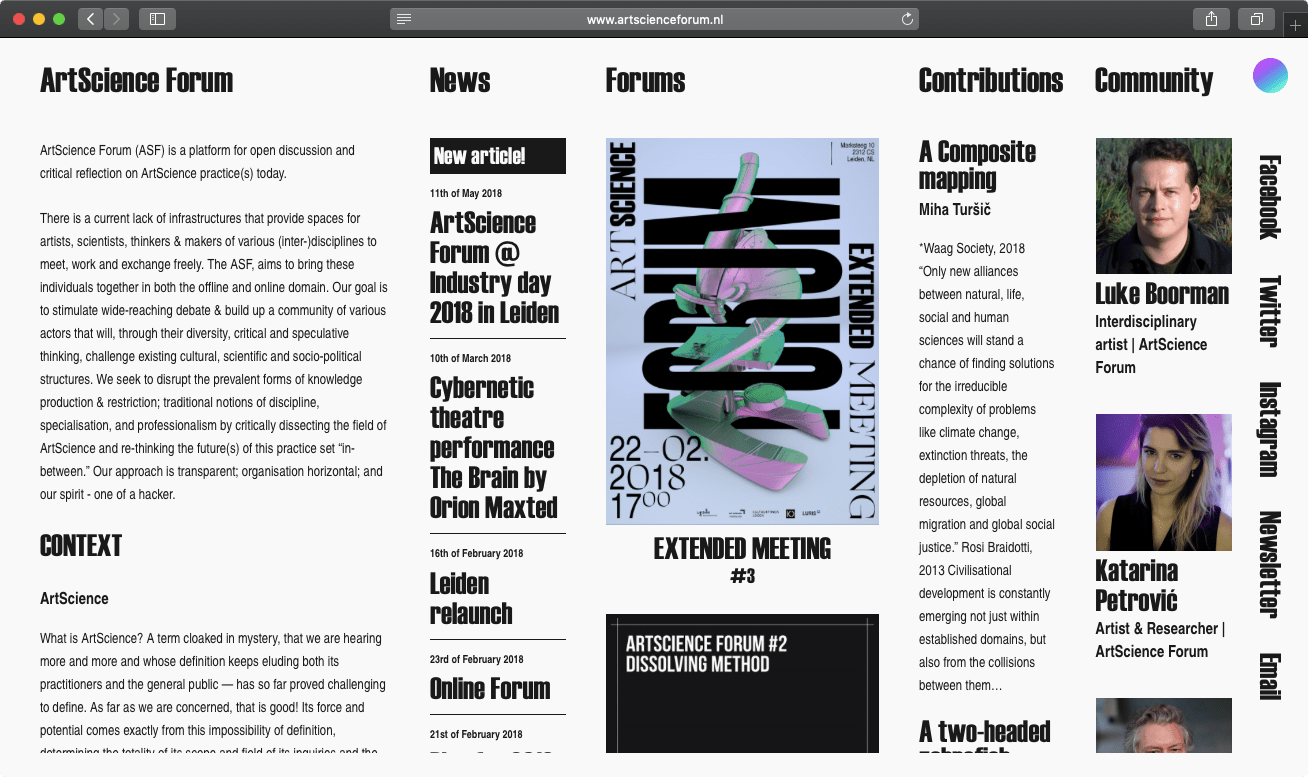 www.artscienceforum.nl
ArtScience Forum
ArtScience Forum (ASF) is a platform for open discussion and
critical reflection on ArtScience practice(s) today.
There is a current lack of infrastructures that provide spaces for
artists, scientists, thinkers & makers of various (inter-)disciplines to
meet, work and exchange freely. The ASF, aims to bring these
individuals together in both the offline and online domain. Our goal is
to stimulate wide-reaching debate & build up a community of various
actors that will, through their diversity, critical and speculative
thinking, challenge existing cultural, scientific and socio-political
structures. We seek to disrupt the prevalent forms of knowledge
production & restriction; traditional notions of discipline,
specialisation, and professionalism by critically dissecting the field of
ArtScience and re-thinking the future(s) of this practice set “in-
between.” Our approach is transparent; organisation horizontal; and
our spirit - one of a hacker.
CONTEXT
ArtScience
What is ArtScience? A term cloaked in mystery, that we are hearing
more and more and whose definition keeps eluding both its
practitioners and the general public — has so far proved challenging
to define. As far as we are concerned, that is good! Its force and
potential comes exactly from this impossibility of definition,
determining the totality of its scope and field of its inquiries and the
News
New article!
11th of May 2018
ArtScience
Forum @
Industry day
2018 in Leiden
10th of March 2018
Cybernetic
theatre
performance
The Brain by
Orion Maxted
16th of February 2018
Leiden
relaunch
23rd of February 2018
Online Forum
21st of February 2018
Forums
ARTSCIENCE
Marksteeg 10
2312 CS
Leiden, NL
FORUM
EXTENDED MEETING
22—02.
2018
17⁰⁰
EXTENDED MEETING
#3
ARTSCIENCE FORUM #2
DISSOLVING METHOD
Contributions
A Composite
mapping
Miha Turšič
*Waag Society, 2018
“Only new alliances
between natural, life,
social and human
sciences will stand a
chance of finding solutions
for the irreducible
complexity of problems
like climate change,
extinction threats, the
depletion of natural
resources, global
migration and global social
justice.” Rosi Braidotti,
2013 Civilisational
development is constantly
emerging not just within
established domains, but
also from the collisions
between them…
A two-headed
zebrafish
Community
Luke Boorman
Interdisciplinary
artist | ArtScience
Forum
Katarina
Petrović
Artist & Researcher |
ArtScience Forum
Facebook
Twitter
Instagram
Newsletter
Email